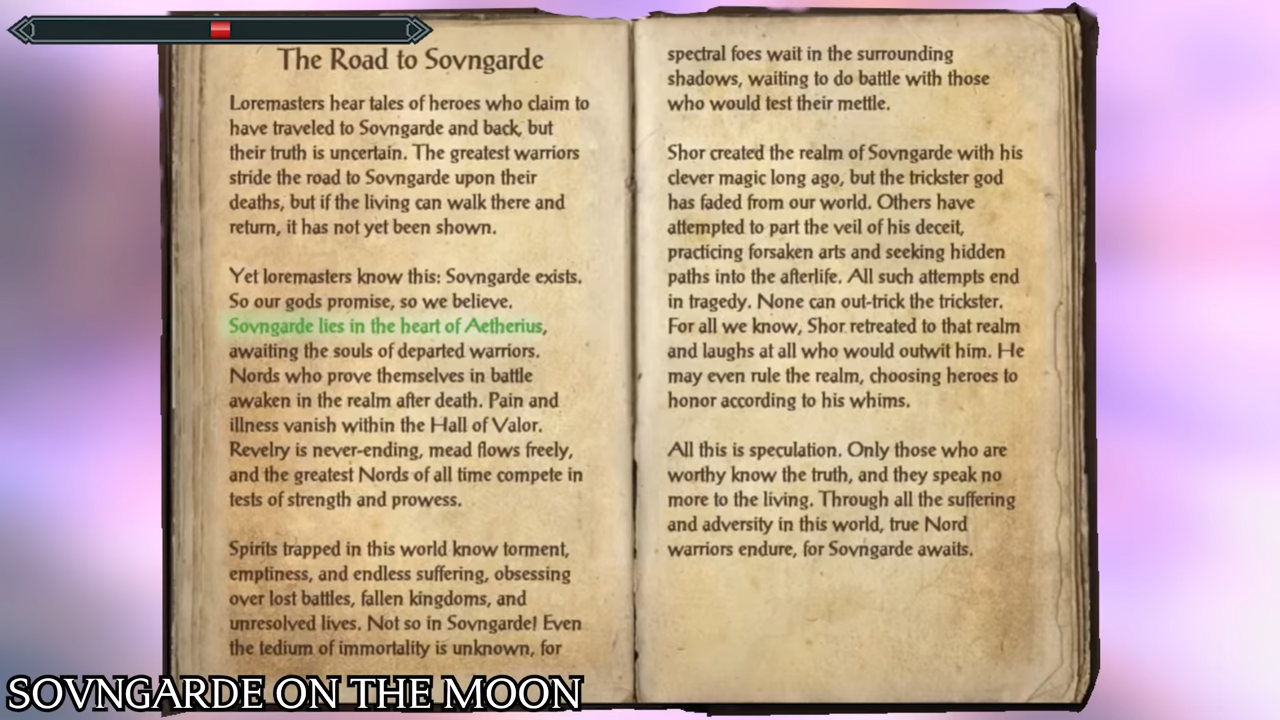 The Road to Sovngarde
Loremasters hear tales of heroes who claim to
have traveled to Sovngarde and back, but
their truth is uncertain. The greatest warriors
stride the road to Sovngarde upon their
deaths, but if the living can walk there and
return, it has not yet been shown.
Yet loremasters know this: Sovngarde exists.
So our gods promise, so we believe.
Sovngarde lies in the heart of Aetherius,
awaiting the souls of departed warriors.
Nords who prove themselves in battle
awaken in the realm after death. Pain and
illness vanish within the Hall of Valor.
Revelry is never-ending, mead flows freely,
and the greatest Nords of all time compete in
tests of strength and prowess.
Spirits trapped in this world know torment,
emptiness, and endless suffering, obsessing
over lost battles, fallen kingdoms, and
unresolved lives. Not so in Sovngarde! Even
the tedium of immortality is unknown, for
spectral foes wait in the surrounding
shadows, waiting to do battle with those
who would test their mettle.
Shor created the realm of Sovngarde with his
clever magic long ago, but the trickster god
has faded from our world. Others have
attempted to part the veil of his deceit,
practicing forsaken arts and seeking hidden
paths into the afterlife. All such attempts end
in tragedy. None can out-trick the trickster.
For all we know, Shor retreated to that realm
and laughs at all who would outwit him. He
may even rule the realm, choosing heroes to
honor according to his whims.
All this is speculation. Only those who are
worthy know the truth, and they speak no
more to the living. Through all the suffering
and adversity in this world, true Nord
warriors endure, for Sovngarde awaits.
SOVNGARDE ON THE MOON